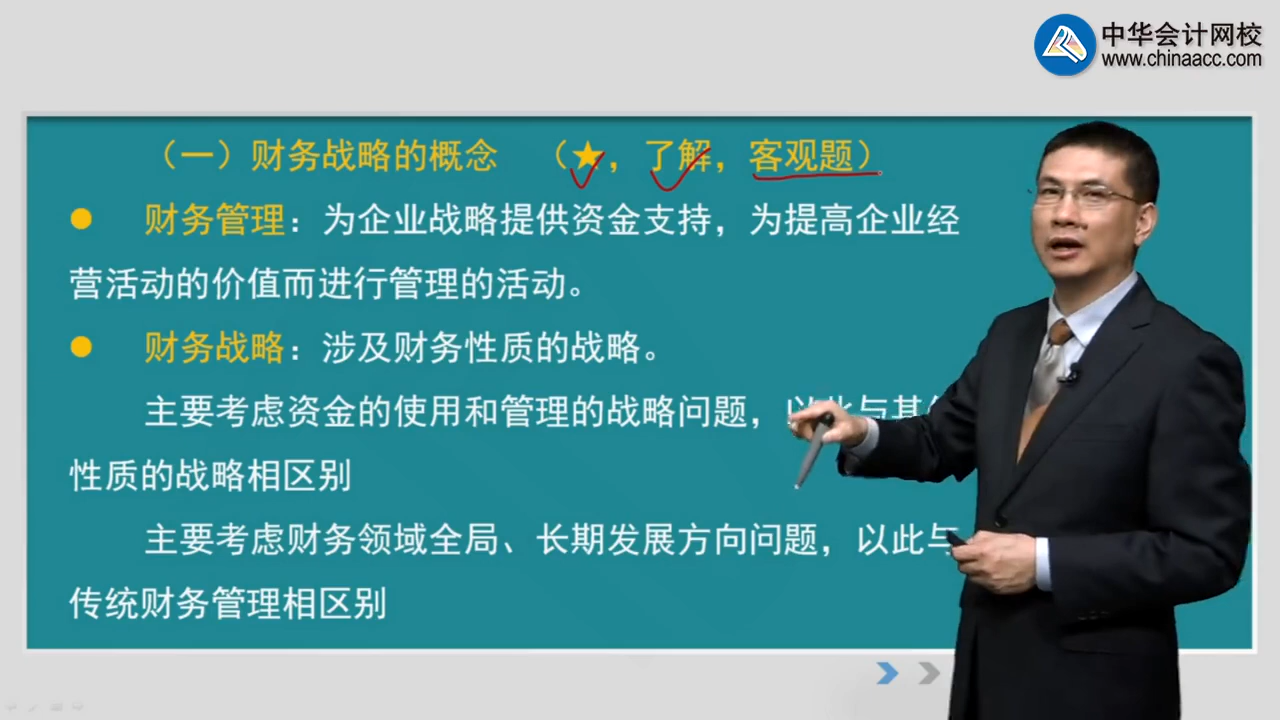 中华会计网校
www.chinaacc.com
（一）财务战略的概念 （★，了解，客观题）
财务管理：为企业战略提供资金支持，为提高企业经
营活动的价值而进行管理的活动。
财务战略：涉及财务性质的战略。
主要考虑资金的使用和管理的战略问题，以此与其
性质的战略相区别
主要考虑财务领域全局、长期发展方向问题，以此与
传统财务管理相区别